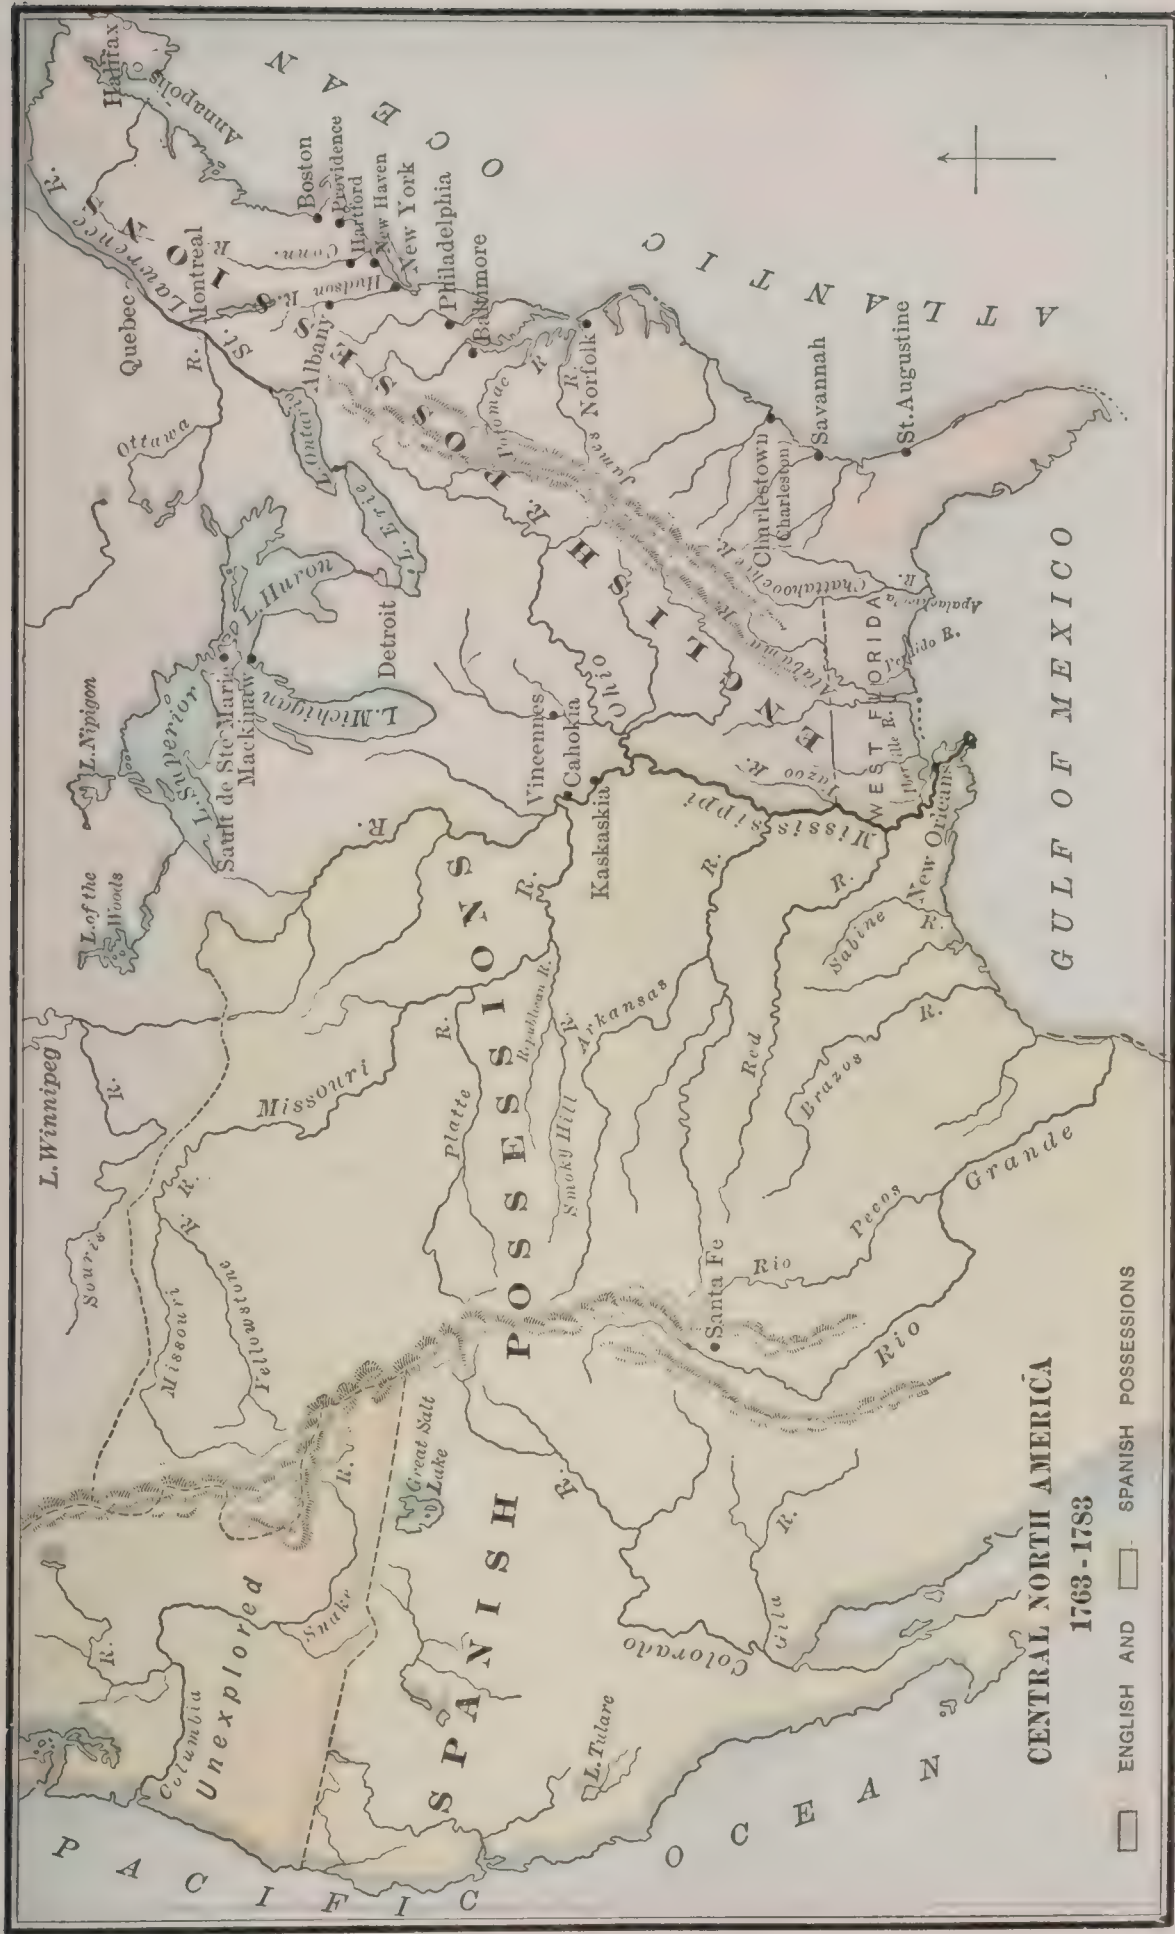 CENTRAL NORTH AMERICA
1763-1783
ENGLISH AND
SPANISH POSSESSIONS
PACIFIC
OCEAN
ATLANTIC
OCEAN
GULF OF MEXICO
ENGLISH POSSESSIONS
SPANISH POSSESSIONS
Unexplored
WEST FLORIDA
Columbia
R.
Snake
R.
Great Salt
Lake
L.Tulare
Colorado
R.
Gila
R.
Missouri
R.
Yellowstone
R.
Souris
R.
L.Winnipeg
Missouri
Platte
R.
Republican R.
Smoky Hill
R.
Arkansas
R.
Red
R.
Santa Fe
Rio
Pecos
Rio
Grande
Brazos
R.
Sabine
R.
New Orleans
Mississippi
R.
L.of the
Woods
L.Nipigon
L.Superior
Sault de Ste Marie
Mackinaw
L.Michigan
L.Huron
Detroit
L.Erie
L.Ontario
Ottawa
R.
Quebec
Montreal
St. Lawrence R.
Halifax
Annapolis
Boston
Providence
Hartford
New Haven
New York
Conn. R.
Hudson R.
Albany
Philadelphia
Baltimore
Potomac
R.
James
R.
Norfolk
Charlestown
(Charleston)
Savannah
St.Augustine
Vincennes
Cahokia
Kaskaskia
Ohio
R.
Yazoo R.
Alabama
R.
Chattahoochie R.
R.
Perdido R.